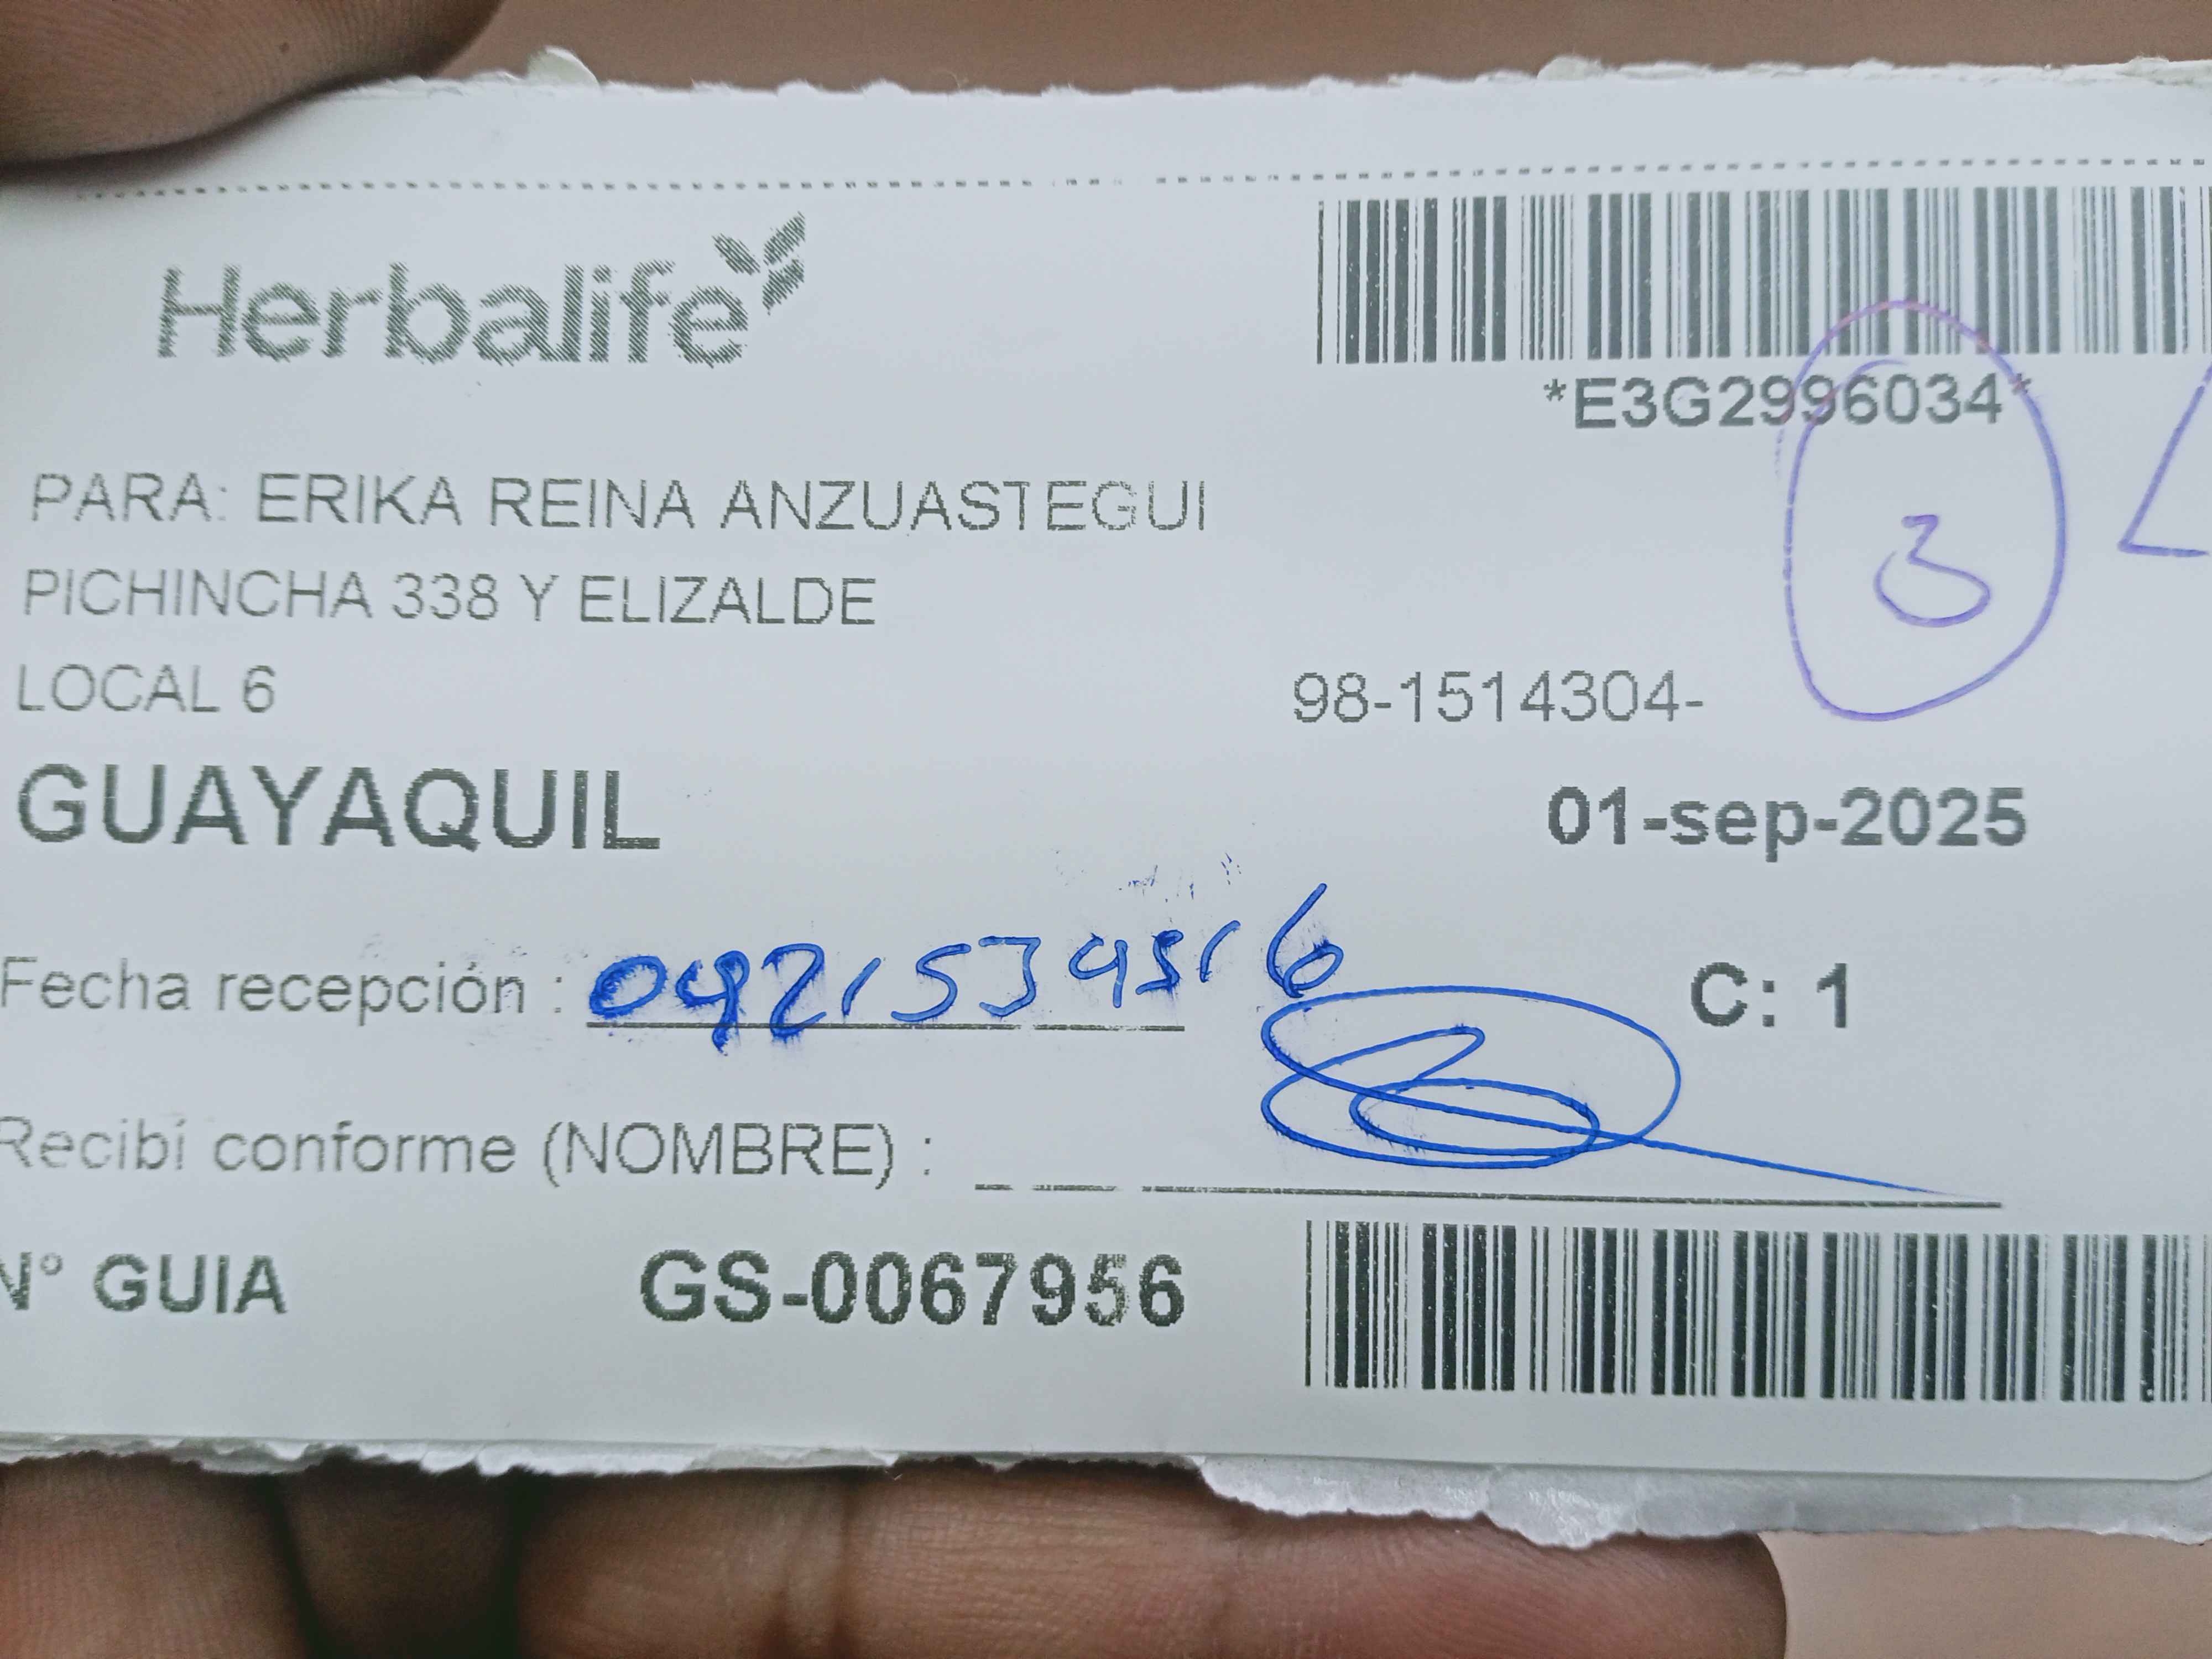 Herbalife
*E3G2996034*
3
PARA: ERIKA REINA ANZUASTEGUI
PICHINCHA 338 Y ELIZALDE
LOCAL 6
98-1514304-
GUAYAQUIL
01-sep-2025
Fecha recepción : 0921534516
C: 1
Recibí conforme (NOMBRE) :
N° GUIA GS-0067956